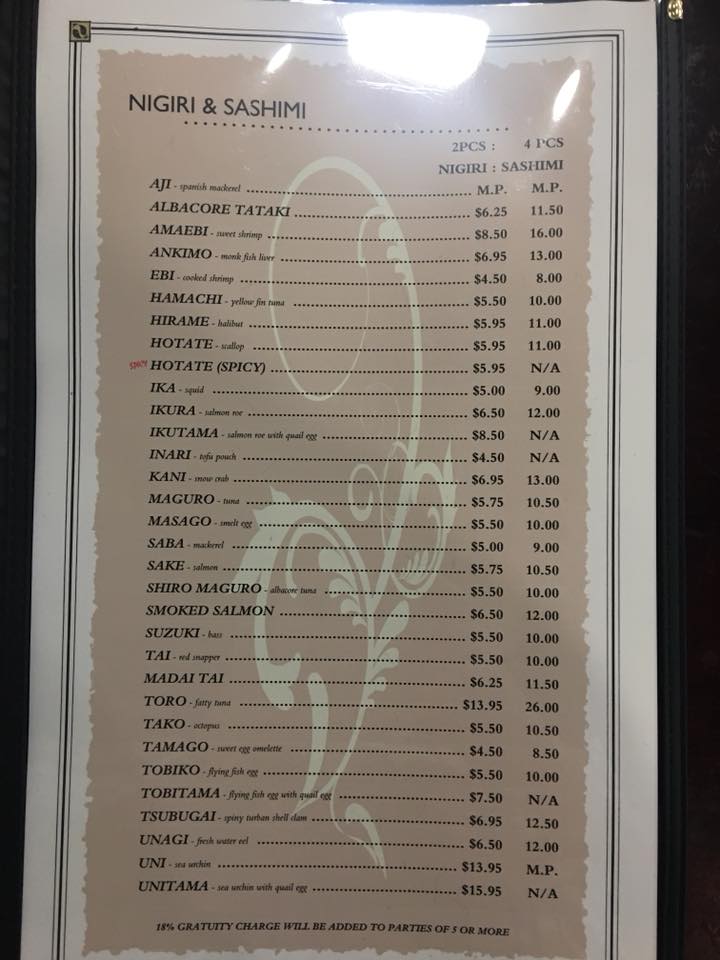 NIGIRI & SASHIMI
2PCS : 4 PCS
NIGIRI : SASHIMI
AJI - spanish mackerel M.P. M.P.
ALBACORE TATAKI $6.25 11.50
AMAEBI - sweet shrimp $8.50 16.00
ANKIMO - monk fish liver $6.95 13.00
EBI - cooked shrimp $4.50 8.00
HAMACHI - yellow fin tuna $5.50 10.00
HIRAME - halibut $5.95 11.00
HOTATE - scallop $5.95 11.00
SPICY HOTATE (SPICY) $5.95 N/A
IKA - squid $5.00 9.00
IKURA - salmon roe $6.50 12.00
IKUTAMA - salmon roe with quail egg $8.50 N/A
INARI - tofu pouch $4.50 N/A
KANI - snow crab $6.95 13.00
MAGURO - tuna $5.75 10.50
MASAGO - smelt egg $5.50 10.00
SABA - mackerel $5.00 9.00
SAKE - salmon $5.75 10.50
SHIRO MAGURO - albacore tuna $5.50 10.00
SMOKED SALMON $6.50 12.00
SUZUKI - bass $5.50 10.00
TAI - red snapper $5.50 10.00
MADAI TAI $6.25 11.50
TORO - fatty tuna $13.95 26.00
TAKO - octopus $5.50 10.50
TAMAGO - sweet egg omelette $4.50 8.50
TOBIKO - flying fish egg $5.50 10.00
TOBITAMA - flying fish egg with quail egg $7.50 N/A
TSUBUGAI - spiny turban shell clam $6.95 12.50
UNAGI - fresh water eel $6.50 12.00
UNI - sea urchin $13.95 M.P.
UNITAMA - sea urchin with quail egg $15.95 N/A
18% GRATUITY CHARGE WILL BE ADDED TO PARTIES OF 5 OR MORE